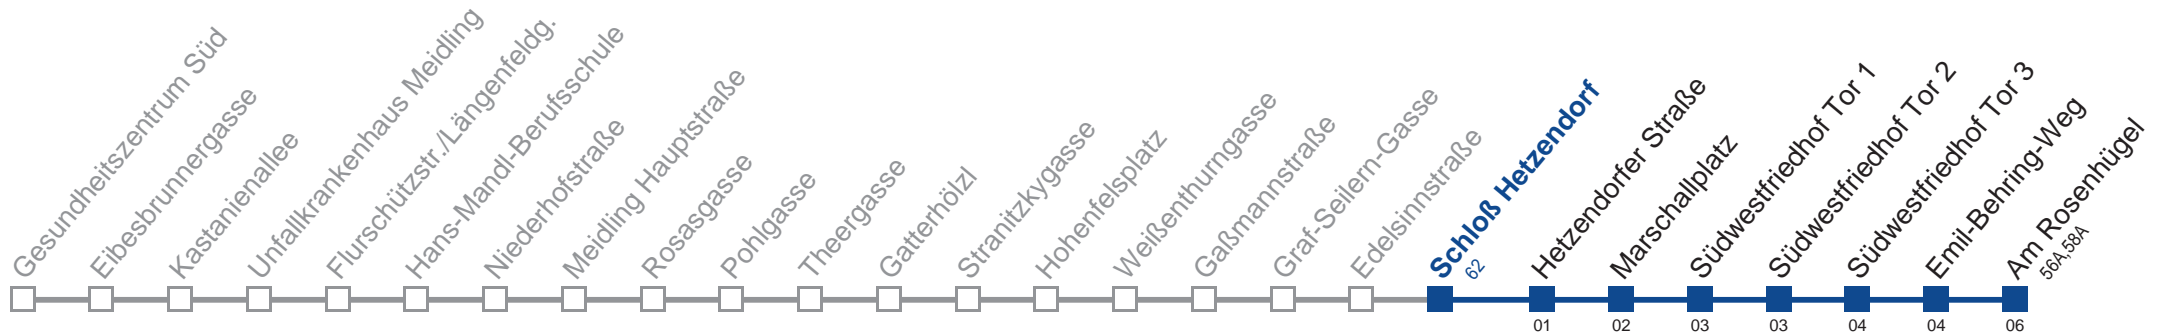 Gesundheitszentrum Süd
Eibesbrunnergasse
Kastanienallee
Unfallkrankenhaus Meidling
Flurschützstr./Längenfeldg.
Hans-Mandl-Berufsschule
Niederhofstraße
Meidling Hauptstraße
Rosasgasse
Pohlgasse
Theergasse
Gatterhölzl
Stranitzkygasse
Hohenfelsplatz
Weißenthurngasse
Gaßmannstraße
Graf-Seilern-Gasse
Edelsinnstraße
Schloß Hetzendorf
62
Hetzendorfer Straße
Marschallplatz
Südwestfriedhof Tor 1
Südwestfriedhof Tor 2
Südwestfriedhof Tor 3
Emil-Behring-Weg
Am Rosenhügel
56A,58A
01 02 03 03 04 04 06